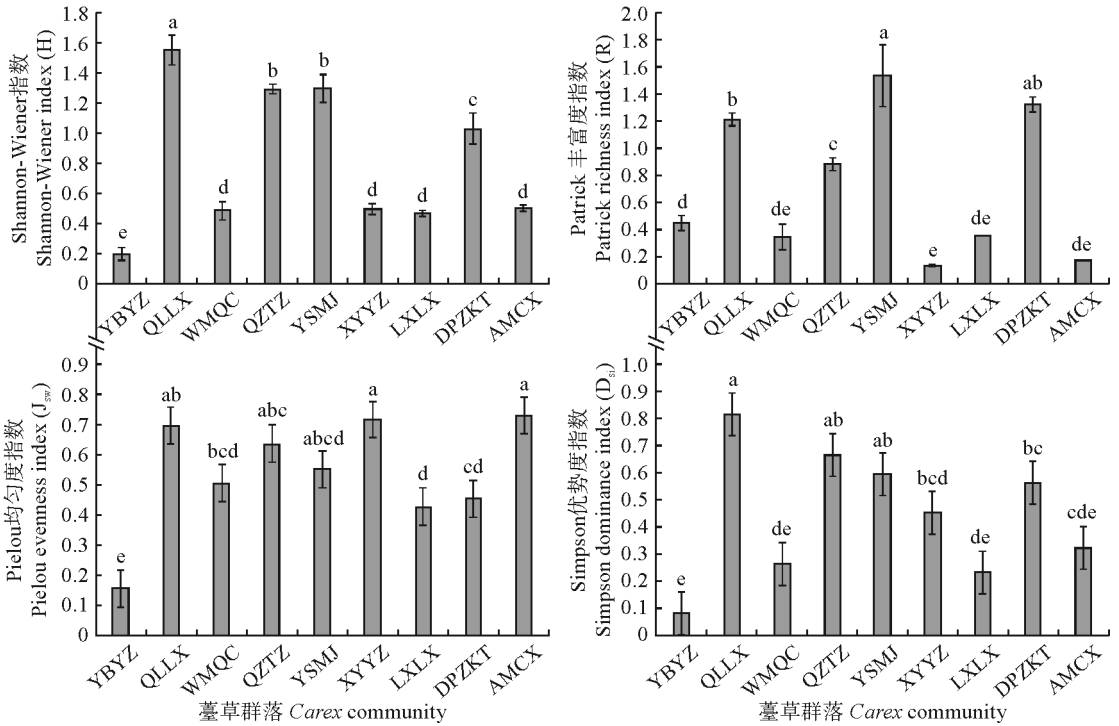 Shannon-Wiener指数
Shannon-Wiener index (H)
1.8
1.6
1.4
1.2
1.0
0.8
0.6
0.4
0.2
0
e
a
d
b
b
d
d
c
d
YBYZ
QLLX
WMQC
QZTZ
YSMJ
XYYZ
LXLX
DPZKT
AMCX
Patrick 丰富度指数
Patrick richness index (R)
2.0
1.8
1.6
1.4
1.2
1.0
0.8
0.6
0.4
0.2
0
d
b
de
c
a
e
de
ab
de
YBYZ
QLLX
WMQC
QZTZ
YSMJ
XYYZ
LXLX
DPZKT
AMCX
Pielou均匀度指数
Pielou evenness index (Jsw)
0.9
0.8
0.7
0.6
0.5
0.4
0.3
0.2
0.1
0
e
ab
bcd
abc
abcd
a
d
cd
a
YBYZ
QLLX
WMQC
QZTZ
YSMJ
XYYZ
LXLX
DPZKT
AMCX
薹草群落 Carex community
Simpson优势度指数
Simpson dominance index (Dsi)
1.0
0.9
0.8
0.7
0.6
0.5
0.4
0.3
0.2
0.1
0
e
a
de
ab
ab
bcd
de
bc
cde
YBYZ
QLLX
WMQC
QZTZ
YSMJ
XYYZ
LXLX
DPZKT
AMCX
薹草群落 Carex community